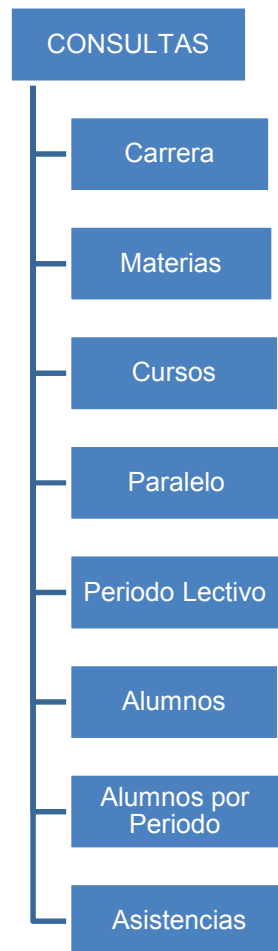 CONSULTAS
Carrera
Materias
Cursos
Paralelo
Periodo Lectivo
Alumnos
Alumnos por
Periodo
Asistencias